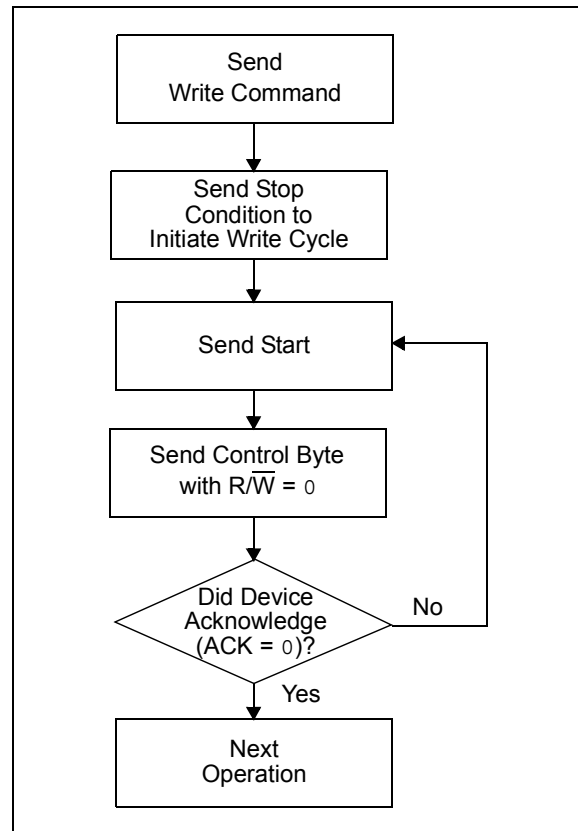 Send
Write Command
Send Stop
Condition to
Initiate Write Cycle
Send Start
Send Control Byte
with R/W̅ = 0
Did Device
Acknowledge
(ACK = 0)?
No
Yes
Next
Operation